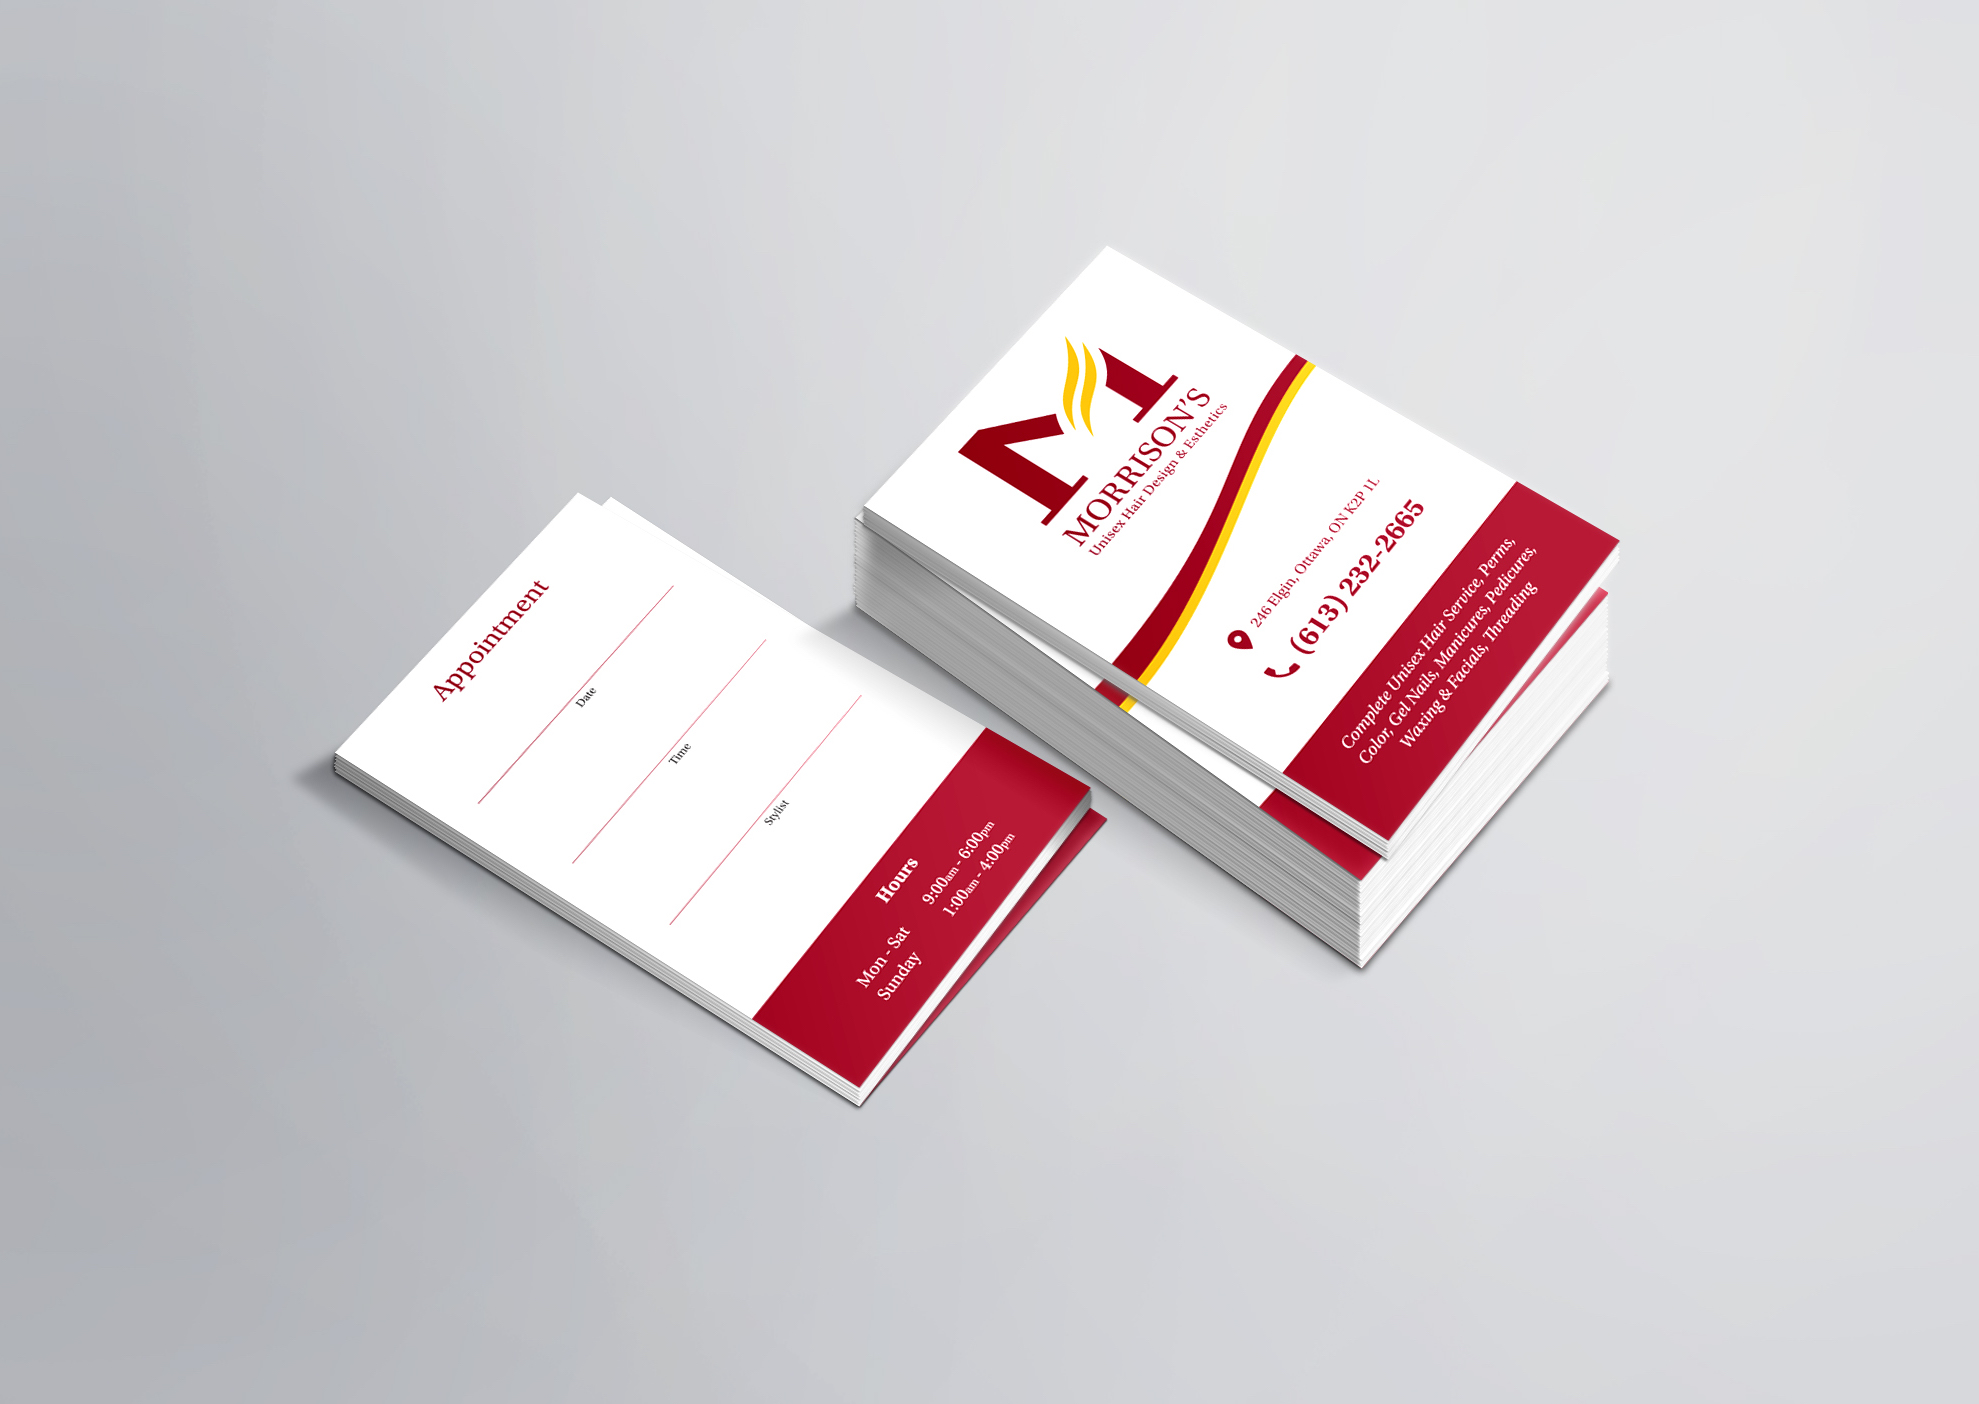 Appointment
Date
Time
Stylist
Hours
Mon - Sat 9:00am - 6:00pm
Sunday 1:00am - 4:00pm
M
MORRISON'S
Unisex Hair Design & Esthetics
246 Elgin, Ottawa, ON K2P 1L
(613) 232-2665
Complete Unisex Hair Service, Perms,
Color, Gel Nails, Manicures, Pedicures,
Waxing & Facials, Threading